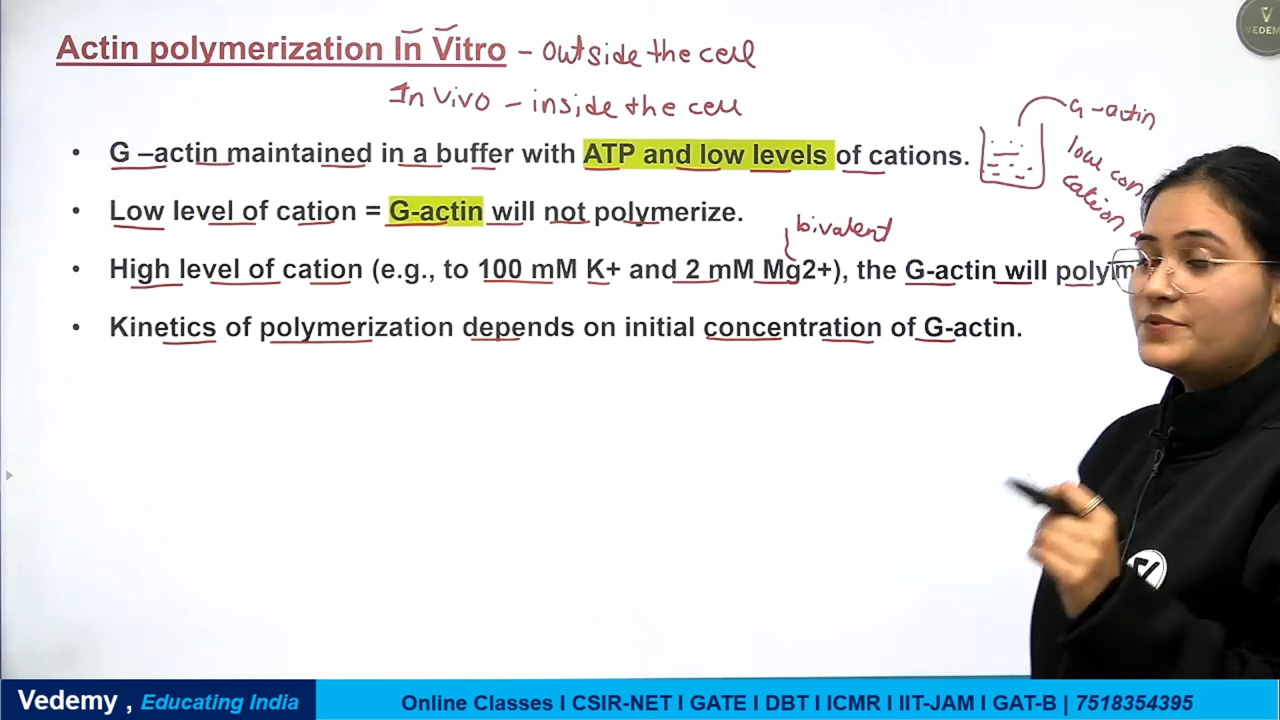 Actin polymerization In Vitro - outside the cell
In vivo - inside the cell
• G –actin maintained in a buffer with ATP and low levels of cations.
G-actin
low con
cation
• Low level of cation = G-actin will not polymerize.
bivalent
• High level of cation (e.g., to 100 mM K+ and 2 mM Mg2+), the G-actin will polym
• Kinetics of polymerization depends on initial concentration of G-actin.
VEDEM
Vedemy , Educating India
Online Classes I CSIR-NET I GATE I DBT I ICMR I IIT-JAM I GAT-B | 7518354395